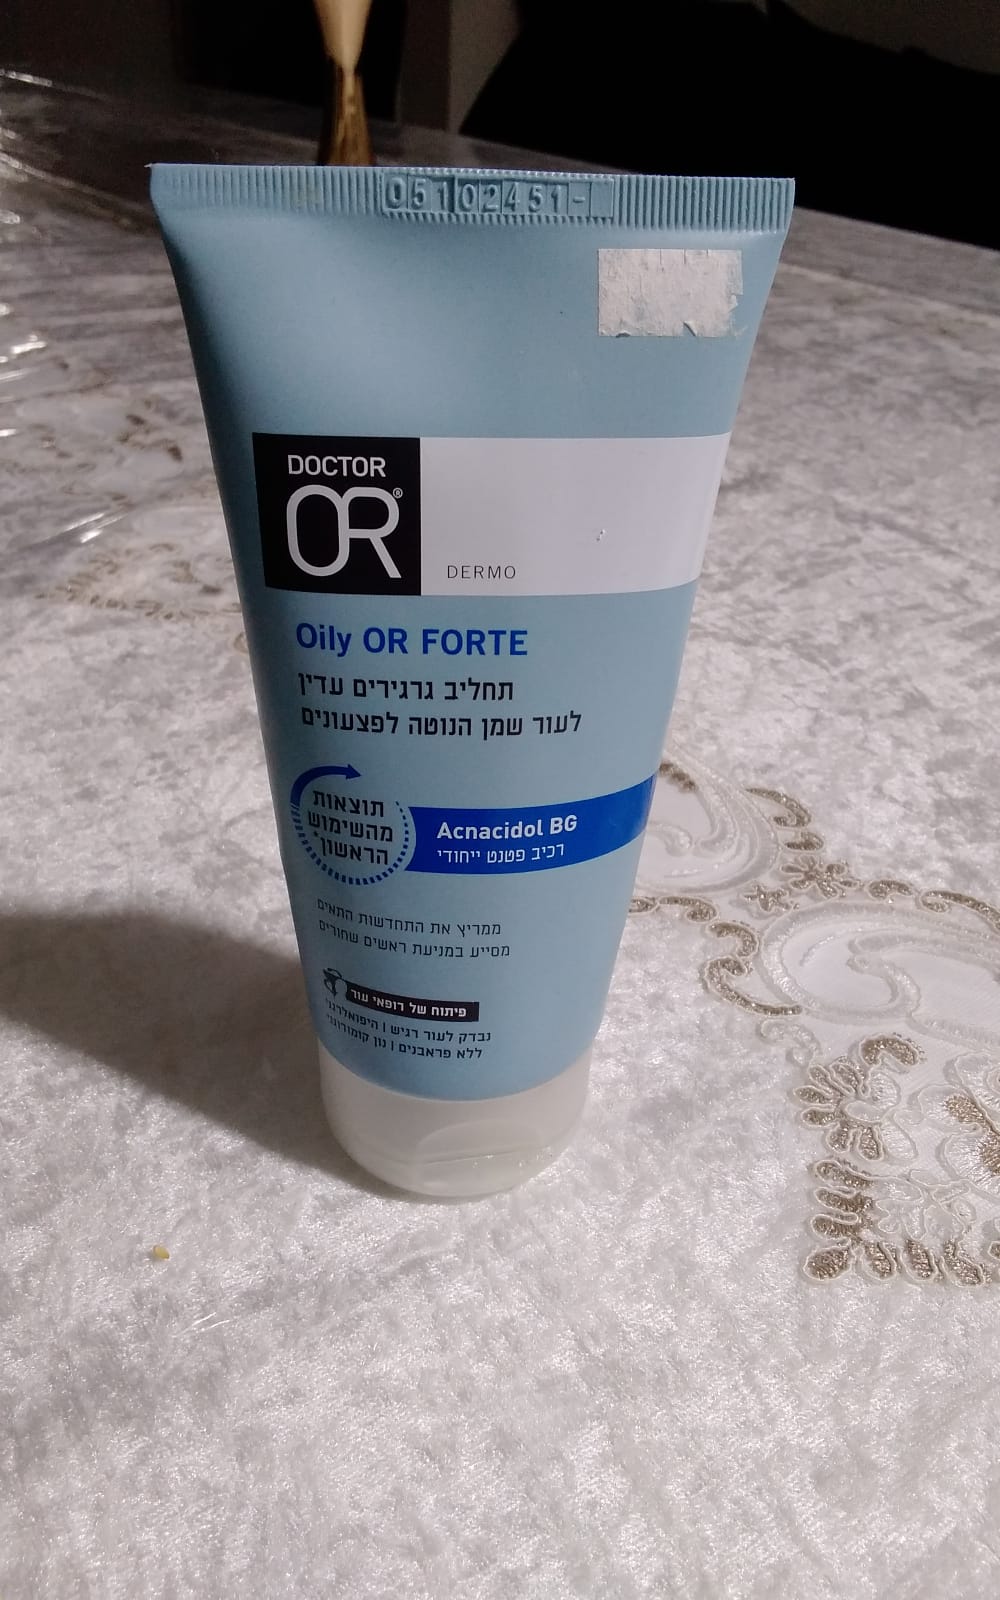 05102451-
DOCTOR
OR®
DERMO
Oily OR FORTE
תחליב גרגירים עדין
לעור שמן הנוטה לפצעונים
תוצאות
מהשימוש
הראשון*
Acnacidol BG
רכיב פטנט ייחודי
ממריץ את התחדשות התאים
מסייע במניעת ראשים שחורים
פיתוח של רופאי עור
נבדק לעור רגיש | היפואלרגני
ללא פראבנים | נון קומדוגני